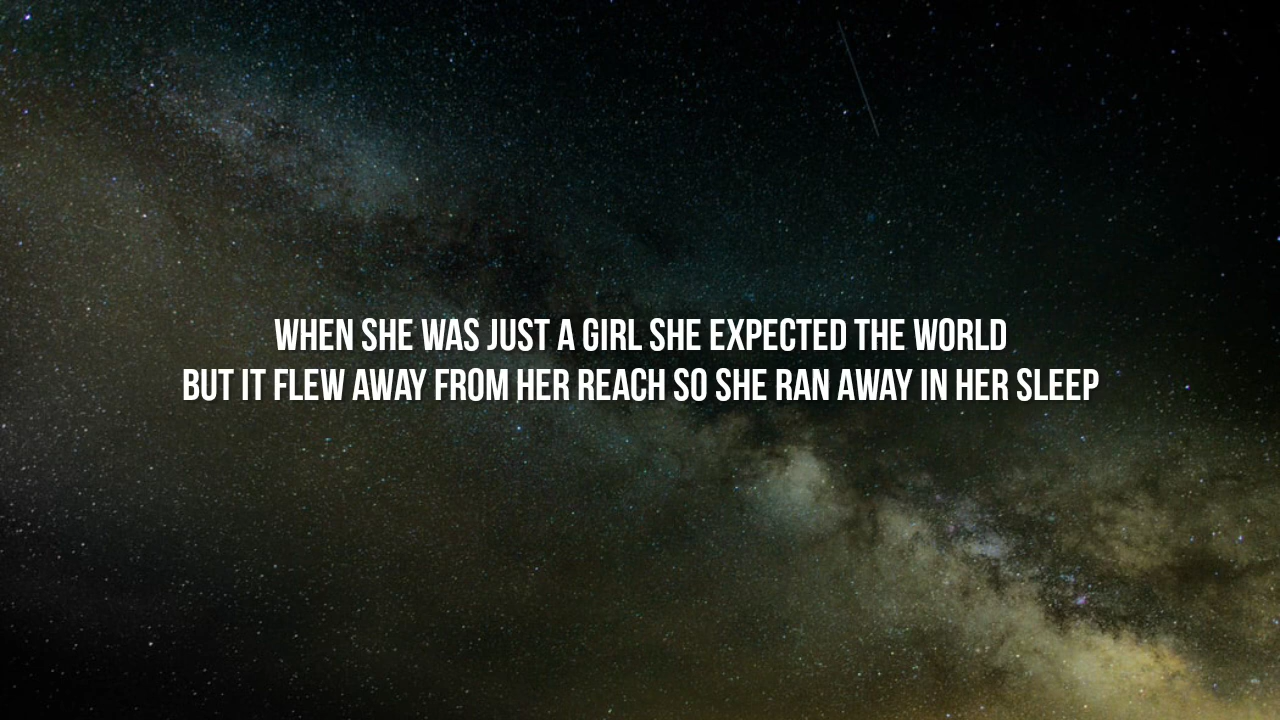 WHEN SHE WAS JUST A GIRL SHE EXPECTED THE WORLD
BUT IT FLEW AWAY FROM HER REACH SO SHE RAN AWAY IN HER SLEEP